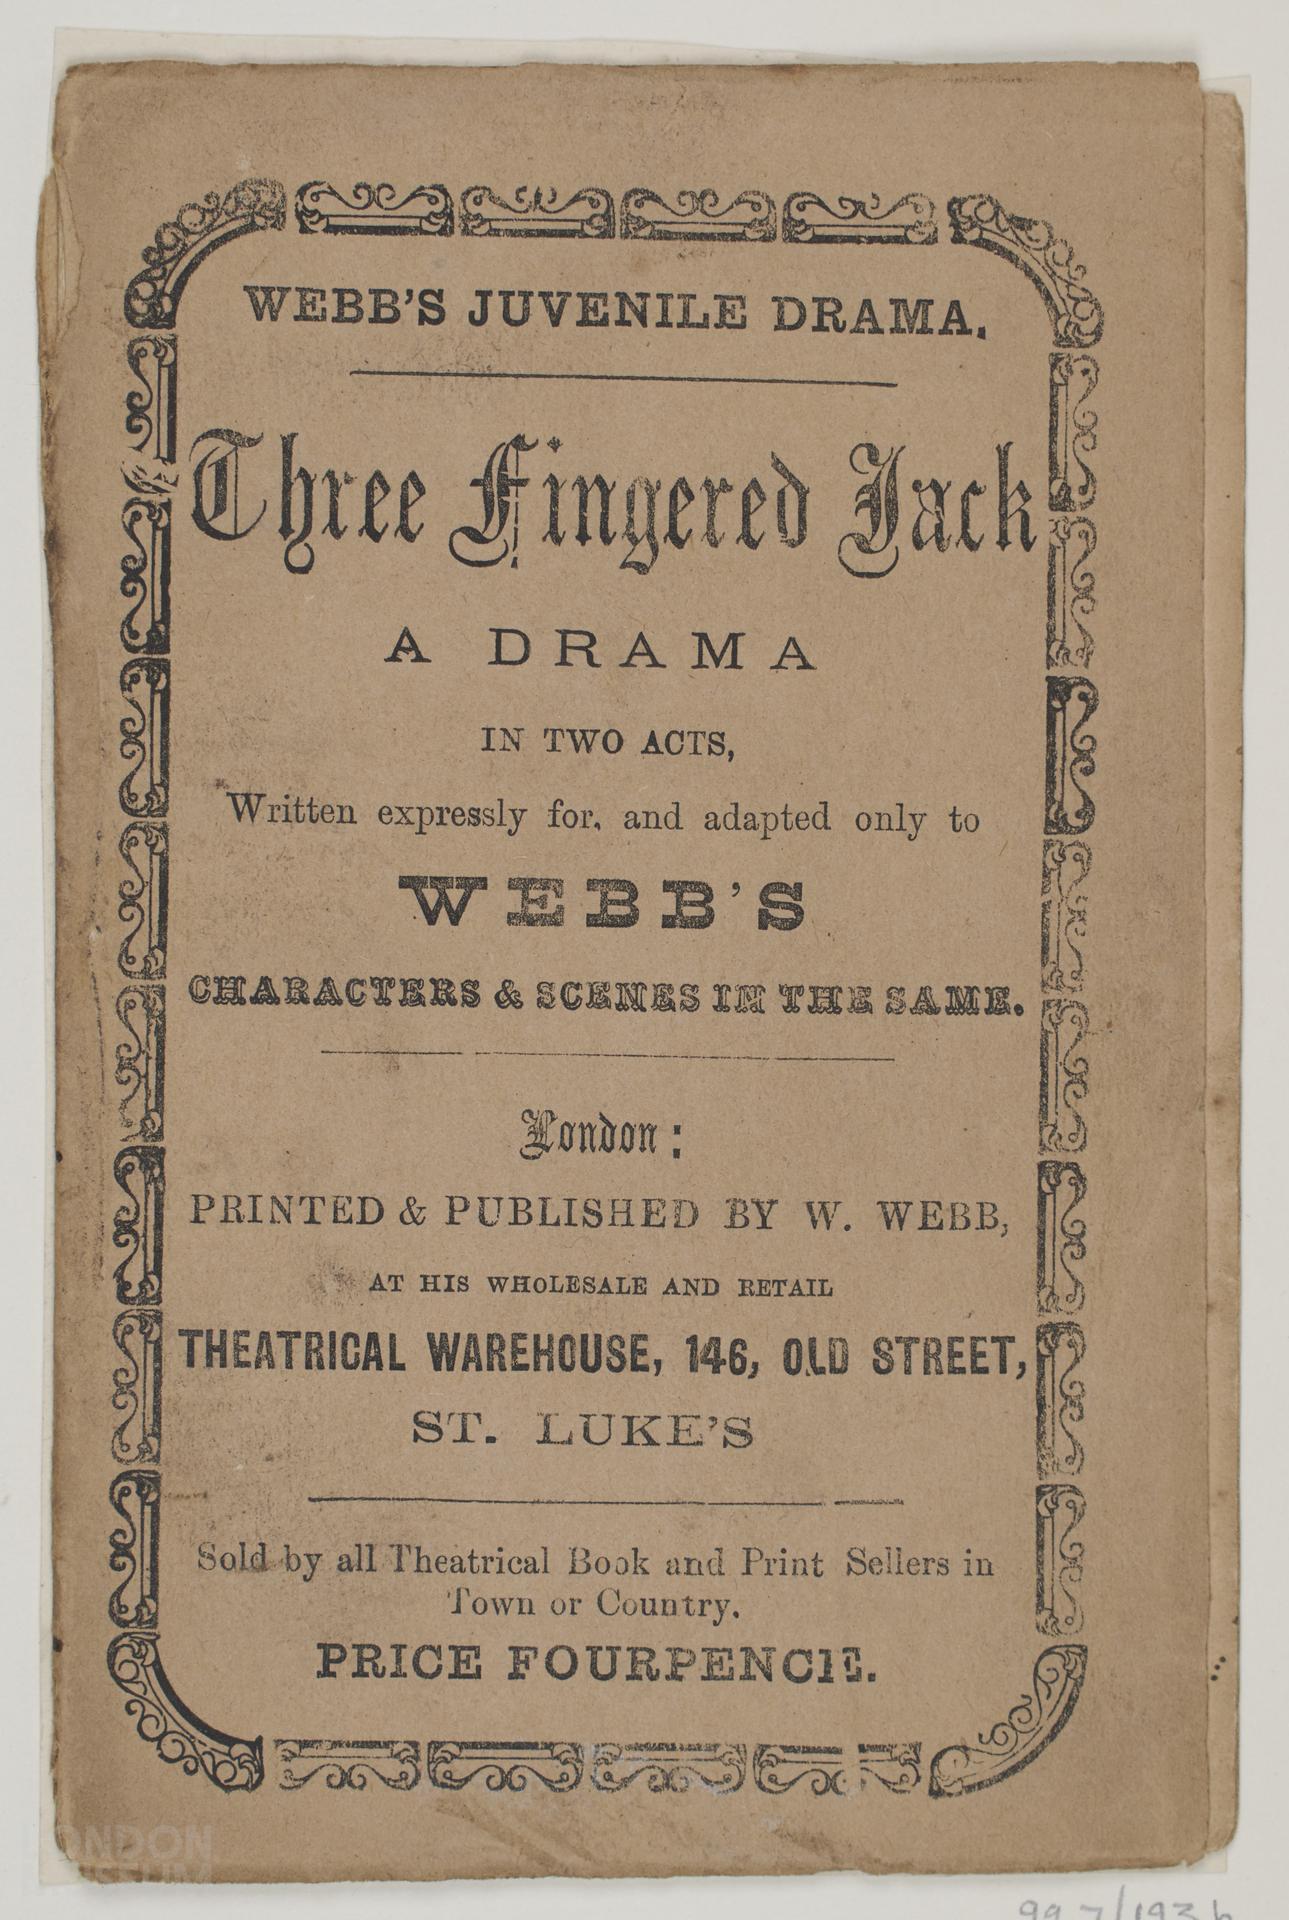 WEBB'S JUVENILE DRAMA.
Three Fingered Jack
A DRAMA
IN TWO ACTS,
Written expressly for, and adapted only to
WEBB'S
CHARACTERS & SCENES IN THE SAME.
London:
PRINTED & PUBLISHED BY W. WEBB,
AT HIS WHOLESALE AND RETAIL
THEATRICAL WAREHOUSE, 146, OLD STREET,
ST. LUKE'S
Sold by all Theatrical Book and Print Sellers in
Town or Country.
PRICE FOURPENCE.
LONDON
MUSEUM